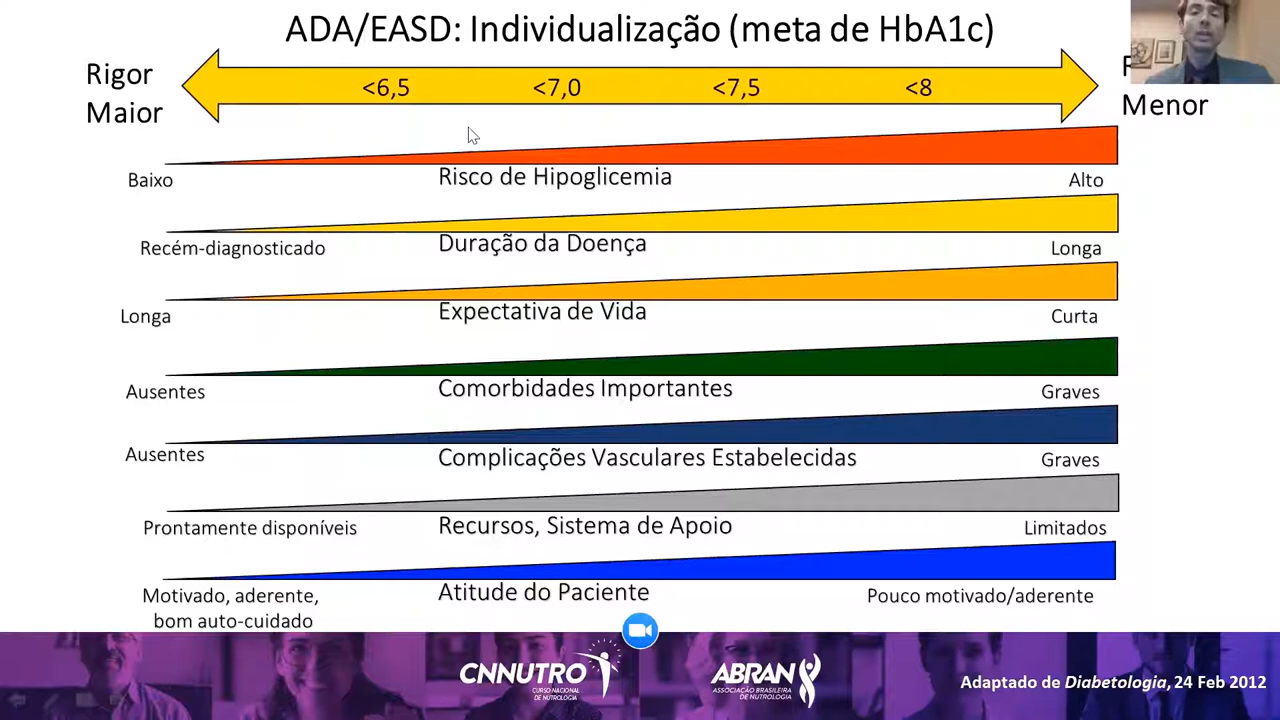 ADA/EASD: Individualização (meta de HbA1c)
Rigor
Maior
<6,5
<7,0
<7,5
<8
Menor
Risco de Hipoglicemia
Baixo
Alto
Duração da Doença
Recém-diagnosticado
Longa
Expectativa de Vida
Longa
Curta
Comorbidades Importantes
Ausentes
Graves
Complicações Vasculares Estabelecidas
Ausentes
Graves
Recursos, Sistema de Apoio
Prontamente disponíveis
Limitados
Atitude do Paciente
Motivado, aderente,
bom auto-cuidado
Pouco motivado/aderente
CNNUTRO
CURSO NACIONAL
DE NUTROLOGIA
ABRAN
ASSOCIAÇÃO BRASILEIRA
DE NUTROLOGIA
Adaptado de Diabetologia, 24 Feb 2012